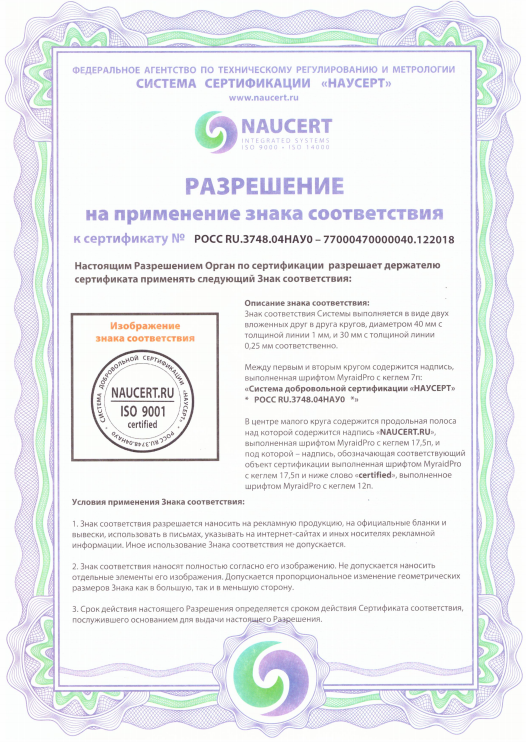 ФЕДЕРАЛЬНОЕ АГЕНТСТВО ПО ТЕХНИЧЕСКОМУ РЕГУЛИРОВАНИЮ И МЕТРОЛОГИИ
СИСТЕМА СЕРТИФИКАЦИИ «НАУСЕРТ»
www.naucert.ru
NAUCERT
INTEGRATED SYSTEMS
ISO 9000 • ISO 14000
РАЗРЕШЕНИЕ
на применение знака соответствия
к сертификату № РОСС RU.3748.04НАУ0 – 77000470000040.122018
Настоящим Разрешением Орган по сертификации разрешает держателю
сертификата применять следующий Знак соответствия:
Изображение
знака соответствия
СИСТЕМА ДОБРОВОЛЬНОЙ СЕРТИФИКАЦИИ «НАУСЕРТ»
* РОСС RU.3748.04НАУ0 *
NAUCERT.RU
ISO 9001
certified
Описание знака соответствия:
Знак соответствия Системы выполняется в виде двух
вложенных друг в друга кругов, диаметром 40 мм с
толщиной линии 1 мм, и 30 мм с толщиной линии
0,25 мм соответственно.
Между первым и вторым кругом содержится надпись,
выполненная шрифтом MyraidPro с кеглем 7п:
«Система добровольной сертификации «НАУСЕРТ»
* РОСС RU.3748.04НАУ0 *»
В центре малого круга содержится продольная полоса
над которой содержится надпись «NAUCERT.RU»,
выполненная шрифтом MyraidPro с кеглем 17,5п, и
под которой – надпись, обозначающая соответствующий
объект сертификации выполненная шрифтом MyraidPro
с кеглем 17,5п и ниже слово «certified», выполненное
шрифтом MyraidPro с кеглем 12п.
Условия применения Знака соответствия:
1. Знак соответствия разрешается наносить на рекламную продукцию, на официальные бланки и
вывески, использовать в письмах, указывать на интернет-сайтах и иных носителях рекламной
информации. Иное использование Знака соответствия не допускается.
2. Знак соответствия наносят полностью согласно его изображению. Не допускается наносить
отдельные элементы его изображения. Допускается пропорциональное изменение геометрических
размеров Знака как в большую, так и в меньшую сторону.
3. Срок действия настоящего Разрешения определяется сроком действия Сертификата соответствия,
послужившего основанием для выдачи настоящего Разрешения.